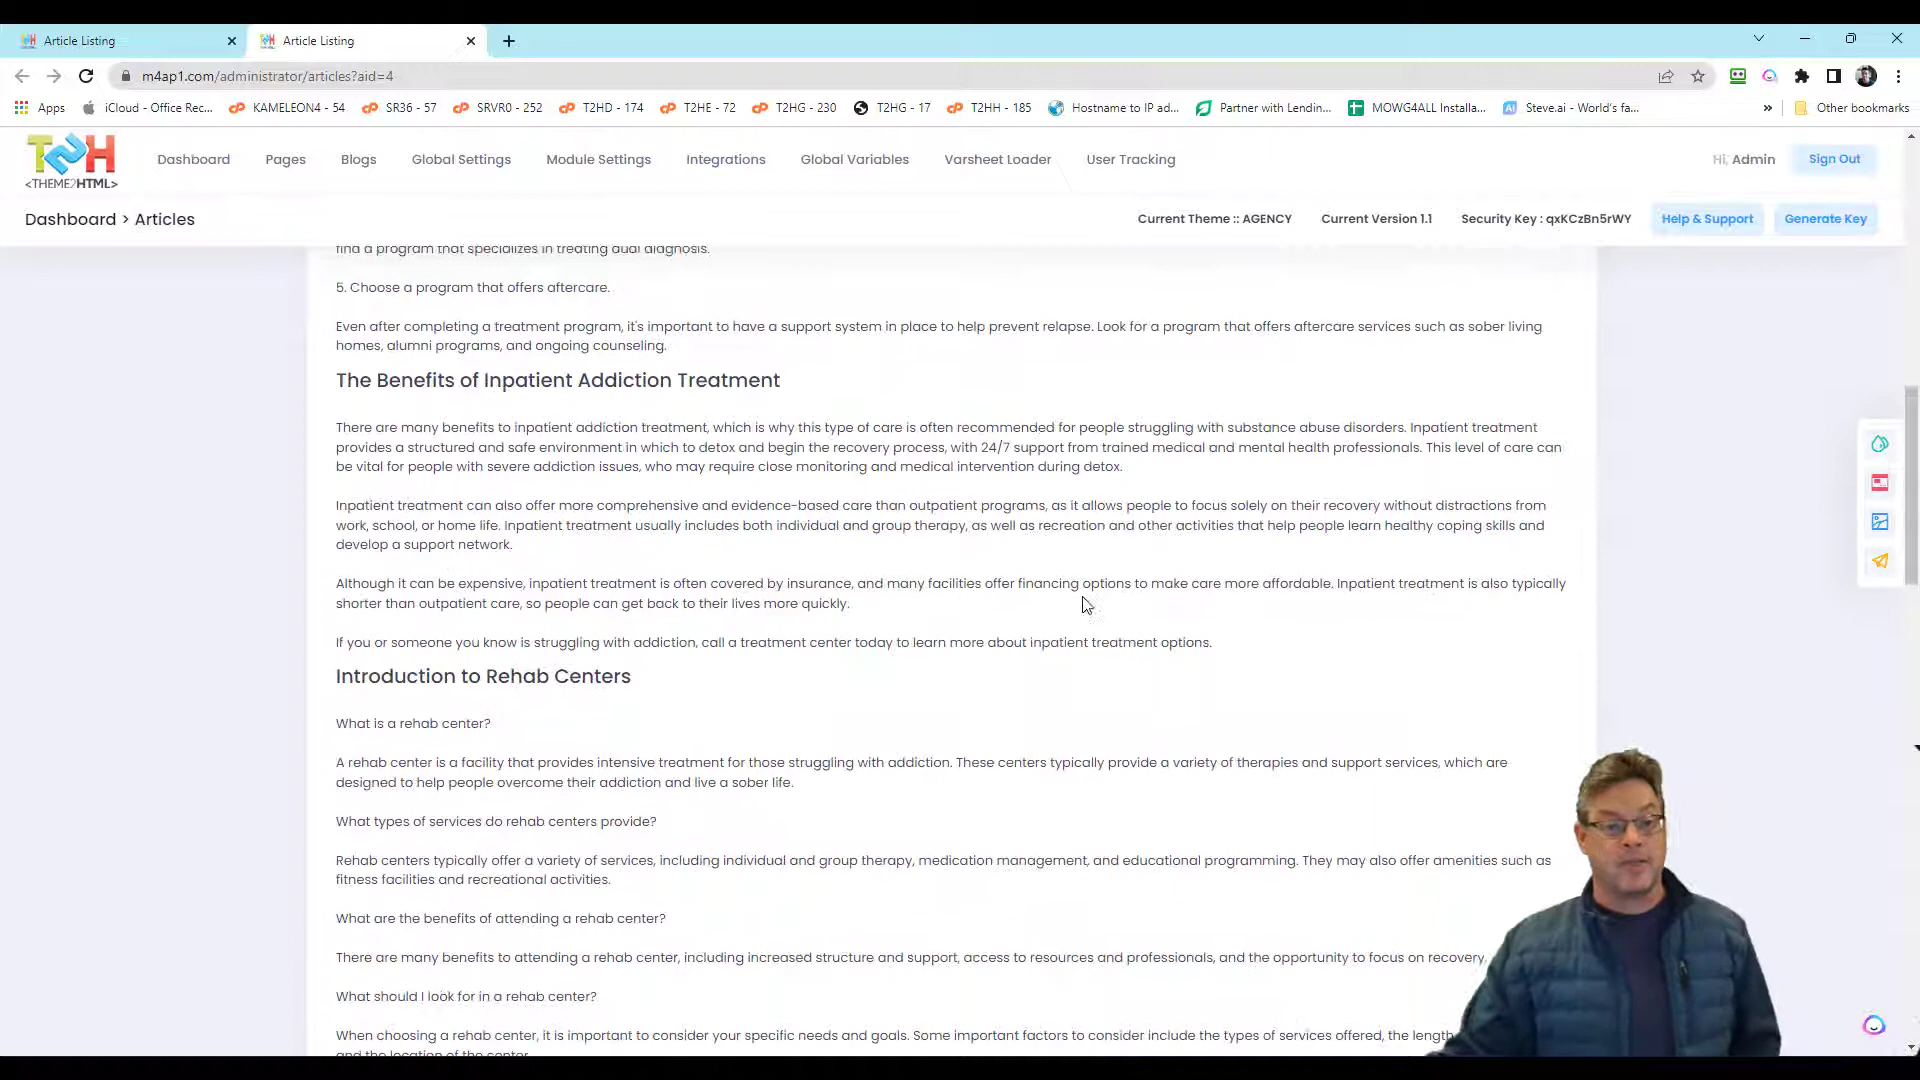 Article Listing
Article Listing
m4ap1.com/administrator/articles?aid=4
Apps
iCloud - Office Rec...
KAMELEON4 - 54
SR36 - 57
SRVR0 - 252
T2HD - 174
T2HE - 72
T2HG - 230
T2HG - 17
T2HH - 185
Hostname to IP ad...
Partner with Lendin...
MOWG4ALL Installa...
Steve.ai - World's fa...
»
Other bookmarks
T2H
<THEME2HTML>
Dashboard
Pages
Blogs
Global Settings
Module Settings
Integrations
Global Variables
Varsheet Loader
User Tracking
Hi, Admin
Sign Out
Dashboard > Articles
Current Theme :: AGENCY
Current Version 1.1
Security Key : qxKCzBn5rWY
Help & Support
Generate Key
find a program that specializes in treating dual diagnosis.
5. Choose a program that offers aftercare.
Even after completing a treatment program, it's important to have a support system in place to help prevent relapse. Look for a program that offers aftercare services such as sober living
homes, alumni programs, and ongoing counseling.
The Benefits of Inpatient Addiction Treatment
There are many benefits to inpatient addiction treatment, which is why this type of care is often recommended for people struggling with substance abuse disorders. Inpatient treatment
provides a structured and safe environment in which to detox and begin the recovery process, with 24/7 support from trained medical and mental health professionals. This level of care can
be vital for people with severe addiction issues, who may require close monitoring and medical intervention during detox.
Inpatient treatment can also offer more comprehensive and evidence-based care than outpatient programs, as it allows people to focus solely on their recovery without distractions from
work, school, or home life. Inpatient treatment usually includes both individual and group therapy, as well as recreation and other activities that help people learn healthy coping skills and
develop a support network.
Although it can be expensive, inpatient treatment is often covered by insurance, and many facilities offer financing options to make care more affordable. Inpatient treatment is also typically
shorter than outpatient care, so people can get back to their lives more quickly.
If you or someone you know is struggling with addiction, call a treatment center today to learn more about inpatient treatment options.
Introduction to Rehab Centers
What is a rehab center?
A rehab center is a facility that provides intensive treatment for those struggling with addiction. These centers typically provide a variety of therapies and support services, which are
designed to help people overcome their addiction and live a sober life.
What types of services do rehab centers provide?
Rehab centers typically offer a variety of services, including individual and group therapy, medication management, and educational programming. They may also offer amenities such as
fitness facilities and recreational activities.
What are the benefits of attending a rehab center?
There are many benefits to attending a rehab center, including increased structure and support, access to resources and professionals, and the opportunity to focus on recovery.
What should I look for in a rehab center?
When choosing a rehab center, it is important to consider your specific needs and goals. Some important factors to consider include the types of services offered, the length
and the location of the center.